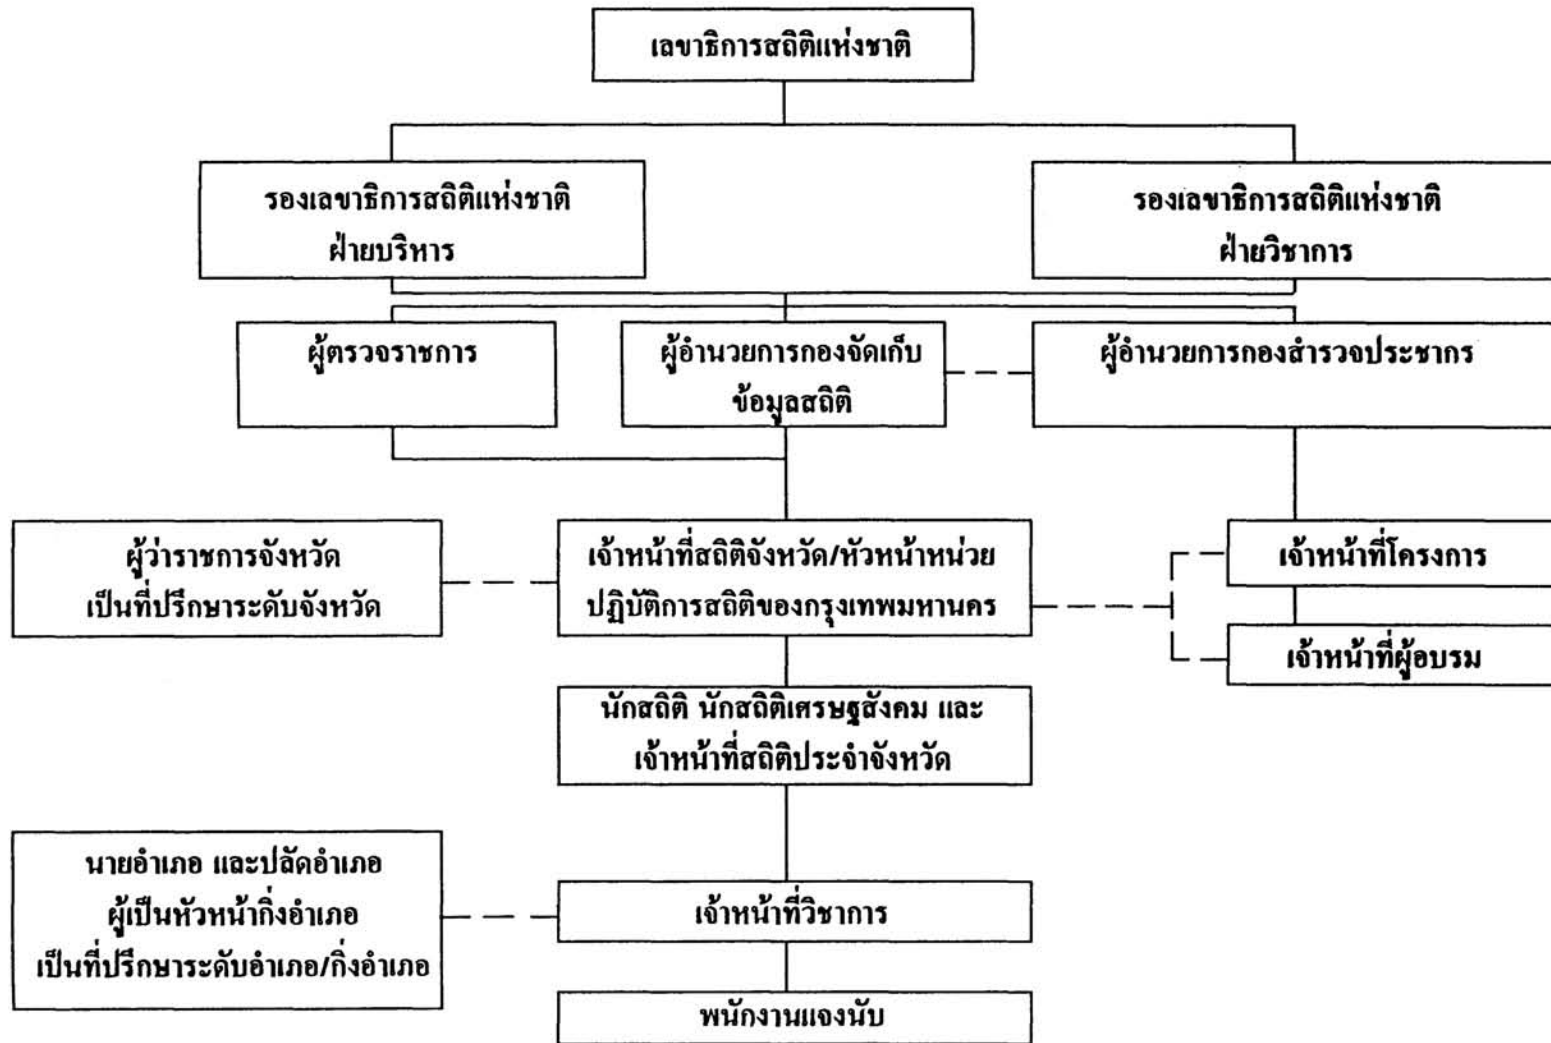 เลขาธิการสถิติแห่งชาติ
รองเลขาธิการสถิติแห่งชาติ
ฝ่ายบริหาร
รองเลขาธิการสถิติแห่งชาติ
ฝ่ายวิชาการ
ผู้ตรวจราชการ
ผู้อำนวยการกองจัดเก็บ
ข้อมูลสถิติ
ผู้อำนวยการกองสำรวจประชากร
ผู้ว่าราชการจังหวัด
เป็นที่ปรึกษาระดับจังหวัด
เจ้าหน้าที่สถิติจังหวัด/หัวหน้าหน่วย
ปฏิบัติการสถิติของกรุงเทพมหานคร
เจ้าหน้าที่โครงการ
เจ้าหน้าที่ผู้อบรม
นักสถิติ นักสถิติเศรษฐสังคม และ
เจ้าหน้าที่สถิติประจำจังหวัด
นายอำเภอ และปลัดอำเภอ
ผู้เป็นหัวหน้ากิ่งอำเภอ
เป็นที่ปรึกษาระดับอำเภอ/กิ่งอำเภอ
เจ้าหน้าที่วิชาการ
พนักงานแจงนับ